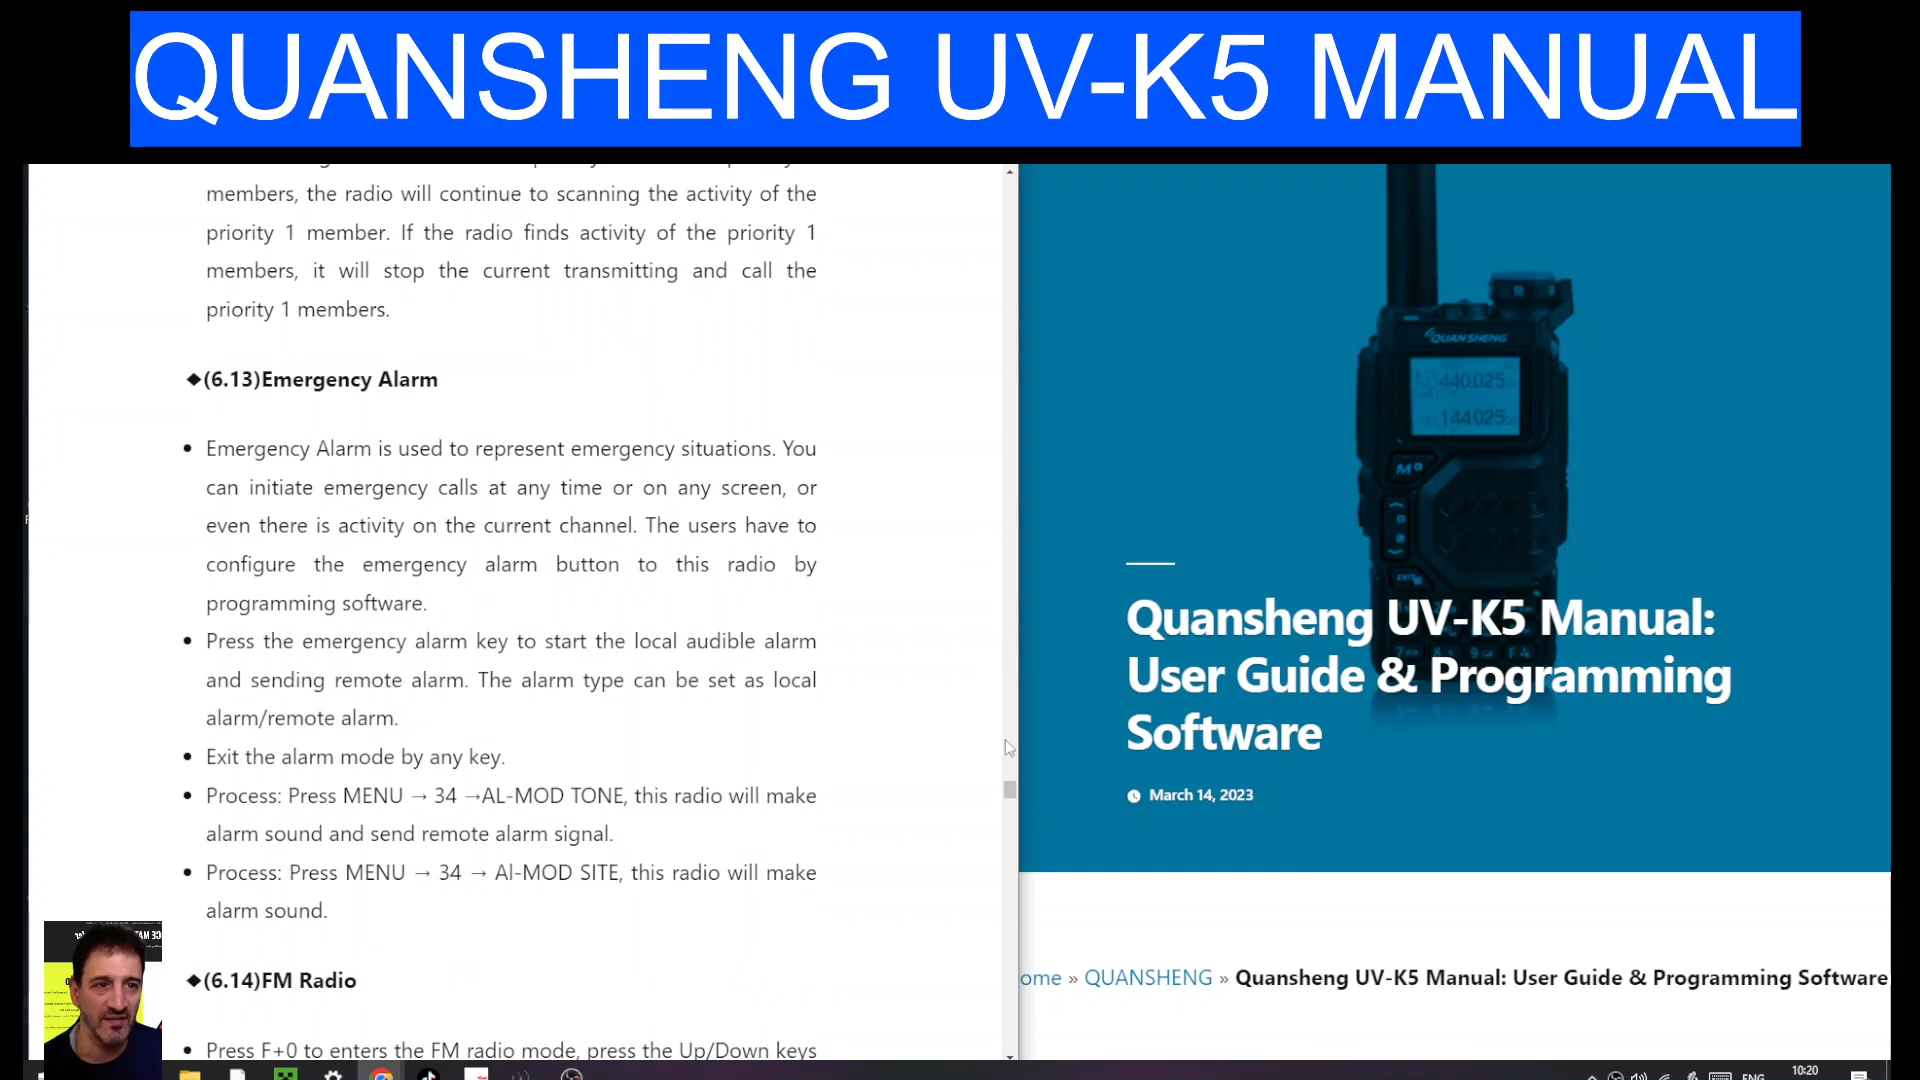 QUANSHENG UV-K5 MANUAL
members, the radio will continue to scanning the activity of the
priority 1 member. If the radio finds activity of the priority 1
members, it will stop the current transmitting and call the
priority 1 members.
◆(6.13)Emergency Alarm
• Emergency Alarm is used to represent emergency situations. You
can initiate emergency calls at any time or on any screen, or
even there is activity on the current channel. The users have to
configure the emergency alarm button to this radio by
programming software.
• Press the emergency alarm key to start the local audible alarm
and sending remote alarm. The alarm type can be set as local
alarm/remote alarm.
• Exit the alarm mode by any key.
• Process: Press MENU → 34 →AL-MOD TONE, this radio will make
alarm sound and send remote alarm signal.
• Process: Press MENU → 34 → Al-MOD SITE, this radio will make
alarm sound.
◆(6.14)FM Radio
• Press F+0 to enters the FM radio mode, press the Up/Down keys
QUANSHENG
440.025
144.025
M
EXIT
Quansheng UV-K5 Manual:
User Guide & Programming
Software
March 14, 2023
ome » QUANSHENG » Quansheng UV-K5 Manual: User Guide & Programming Software
ENG
10:20